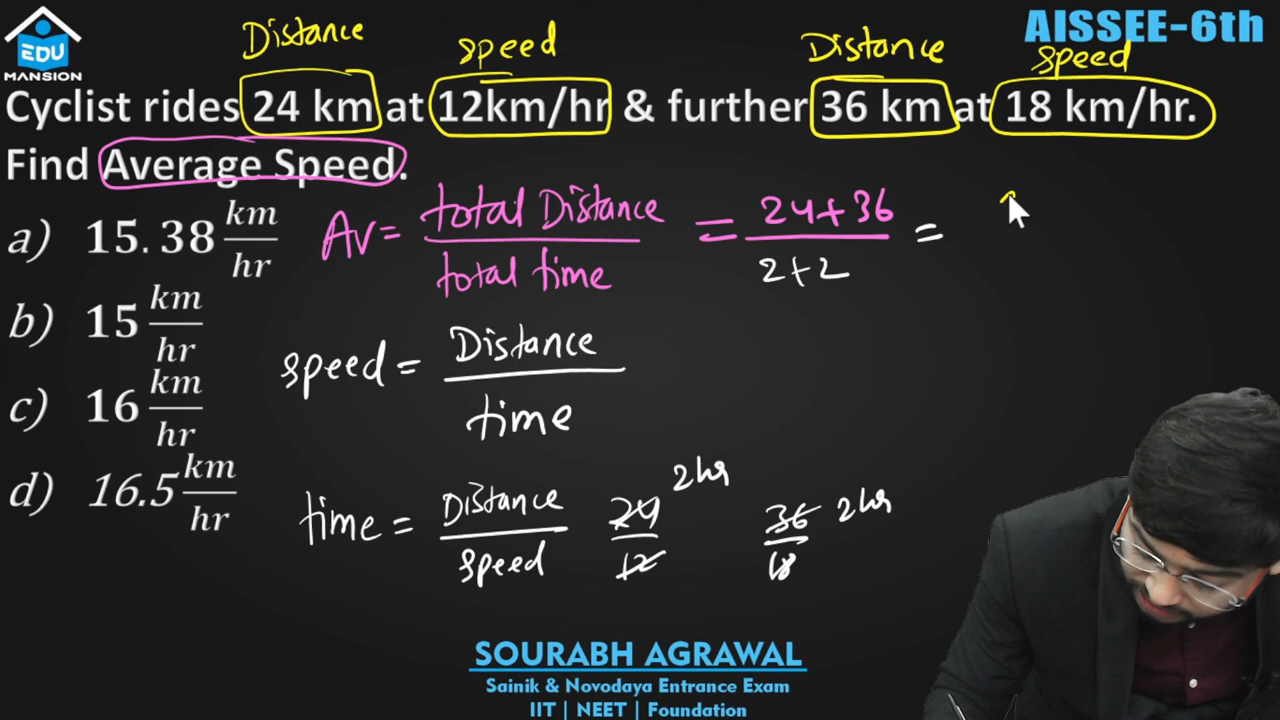 EDU
MANSION
AISSEE-6th
Distance speed Distance speed
Cyclist rides 24 km at 12km/hr & further 36 km at 18 km/hr.
Find Average Speed.
a) 15.38 km/hr
b) 15 km/hr
c) 16 km/hr
d) 16.5 km/hr
Av = total Distance / total time = 24+36 / 2+2 =
speed = Distance / time
time = Distance / speed 24/12 2hr 36/18 2hr
SOURABH AGRAWAL
Sainik & Novodaya Entrance Exam
IIT | NEET | Foundation